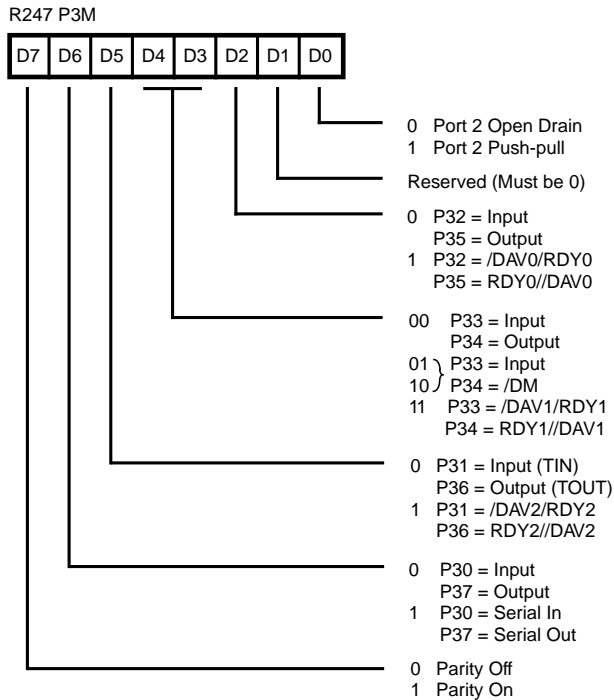 R247 P3M
D7 D6 D5 D4 D3 D2 D1 D0
0 Port 2 Open Drain
1 Port 2 Push-pull
Reserved (Must be 0)
0 P32 = Input
P35 = Output
1 P32 = /DAV0/RDY0
P35 = RDY0//DAV0
00 P33 = Input
P34 = Output
01 P33 = Input
10 P34 = /DM
11 P33 = /DAV1/RDY1
P34 = RDY1//DAV1
0 P31 = Input (TIN)
P36 = Output (TOUT)
1 P31 = /DAV2/RDY2
P36 = RDY2//DAV2
0 P30 = Input
P37 = Output
1 P30 = Serial In
P37 = Serial Out
0 Parity Off
1 Parity On